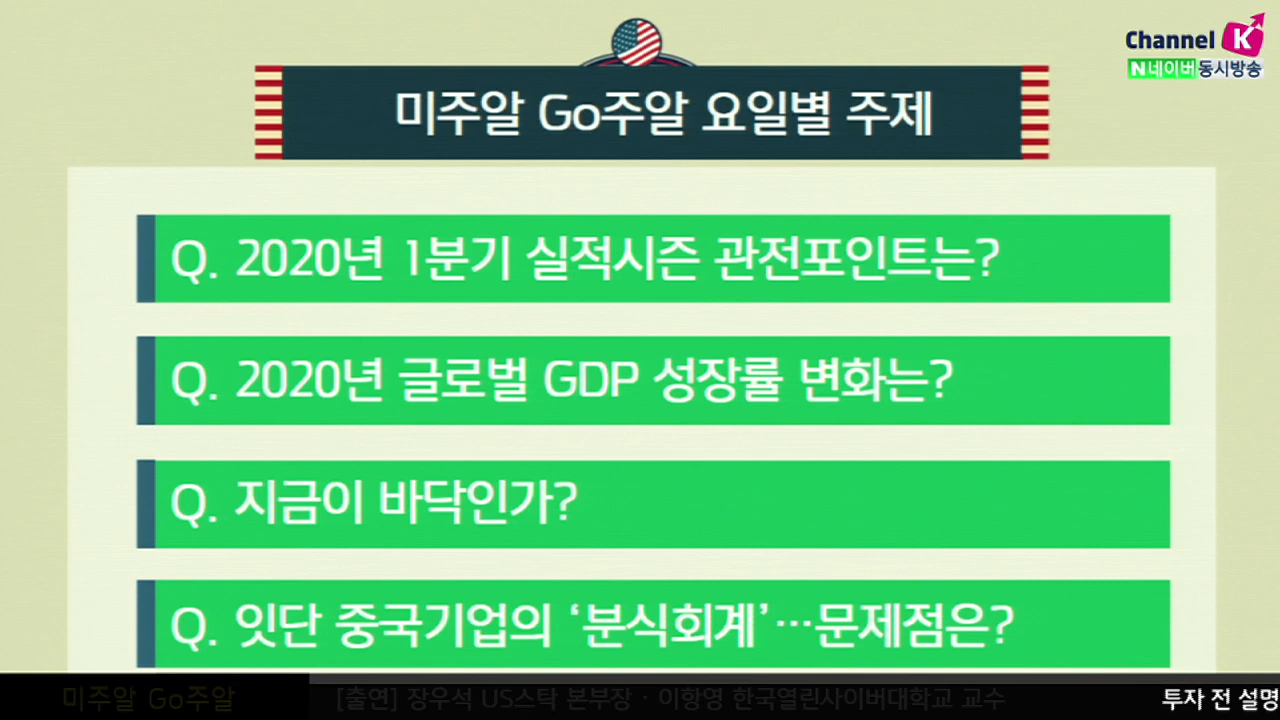 Channel K
N네이버 동시방송
미주알 Go주알 요일별 주제
Q. 2020년 1분기 실적시즌 관전포인트는?
Q. 2020년 글로벌 GDP 성장률 변화는?
Q. 지금이 바닥인가?
Q. 잇단 중국기업의 ‘분식회계’…문제점은?
미주알 Go주알 [출연] 장우석 US스탁 본부장 · 이항영 한국열린사이버대학교 교수 투자 전 설명